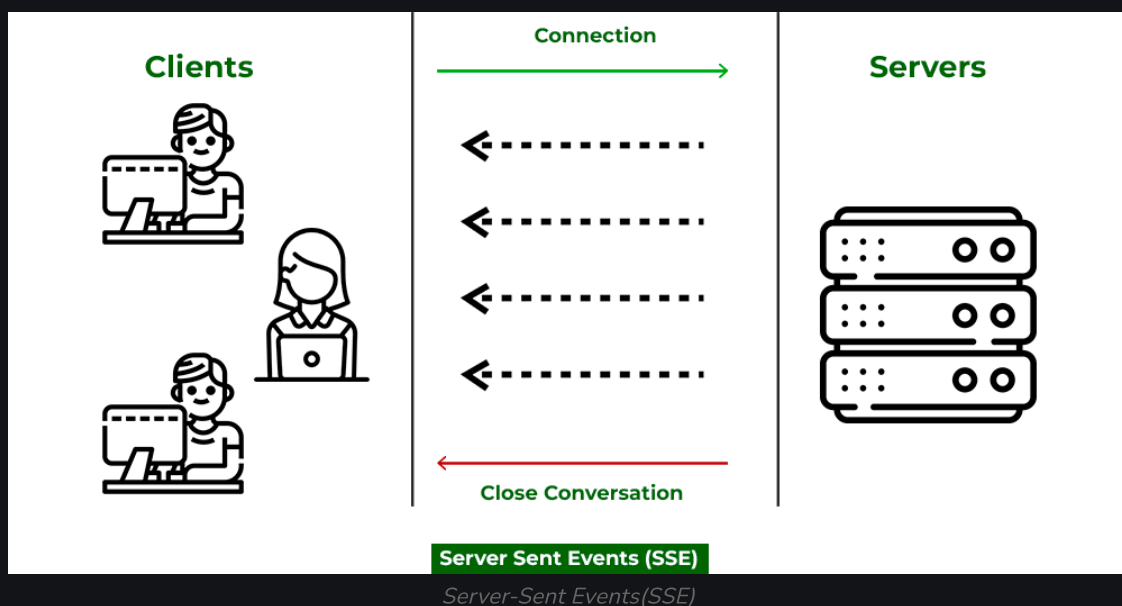 Connection
Clients
Servers
Close Conversation
Server Sent Events (SSE)
Server-Sent Events(SSE)